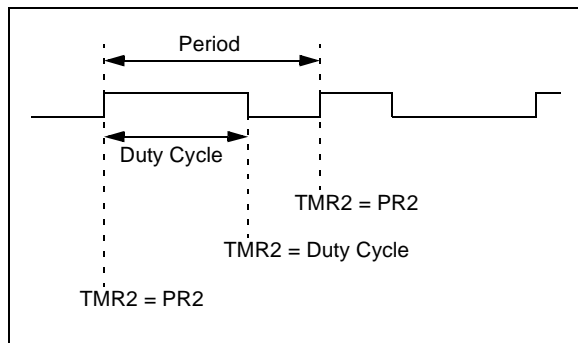 Period
Duty Cycle
TMR2 = PR2
TMR2 = Duty Cycle
TMR2 = PR2